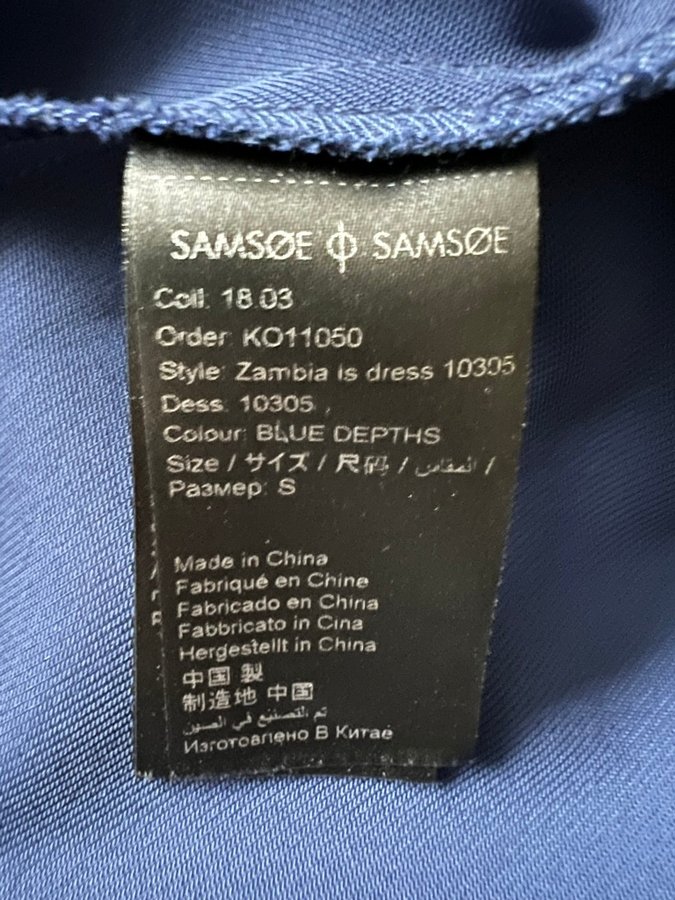 SAMSØE ɸ SAMSØE
Coll. 18.03
Order: KO11050
Style: Zambia ls dress 10305
Dess: 10305
Colour: BLUE DEPTHS
Size / サイズ / 尺码 / المقاس /
Размер: S
Made in China
Fabriqué en Chine
Fabricado en China
Fabbricato in Cina
Hergestellt in China
中国 製
制造地 中国
تم التصنيع في الصين
Изготовлено В Китае